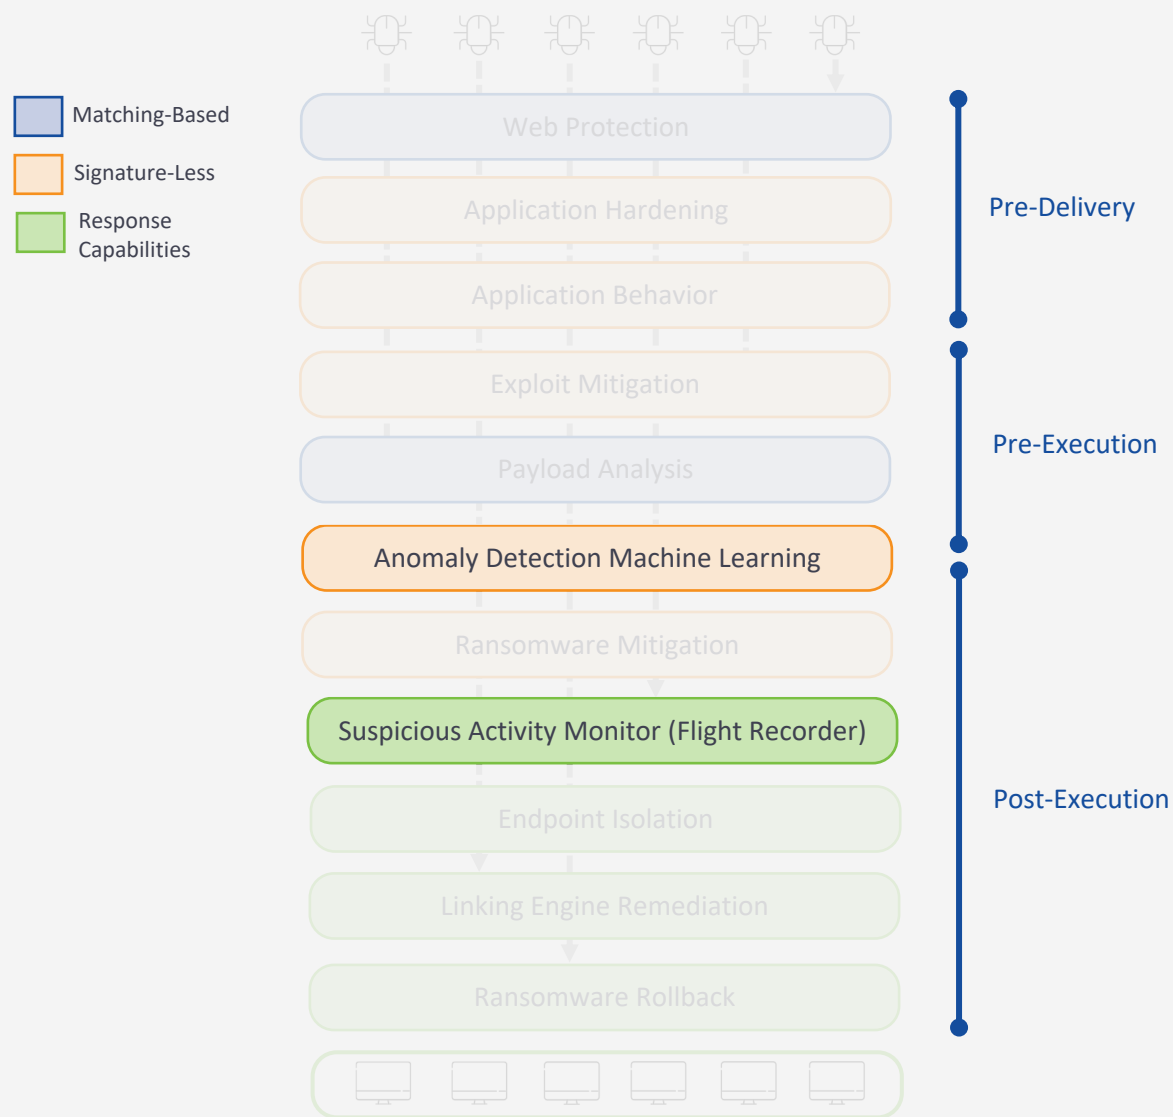 Matching-Based
Signature-Less
Response
Capabilities
Web Protection
Application Hardening
Application Behavior
Exploit Mitigation
Payload Analysis
Anomaly Detection Machine Learning
Ransomware Mitigation
Suspicious Activity Monitor (Flight Recorder)
Endpoint Isolation
Linking Engine Remediation
Ransomware Rollback
Pre-Delivery
Pre-Execution
Post-Execution